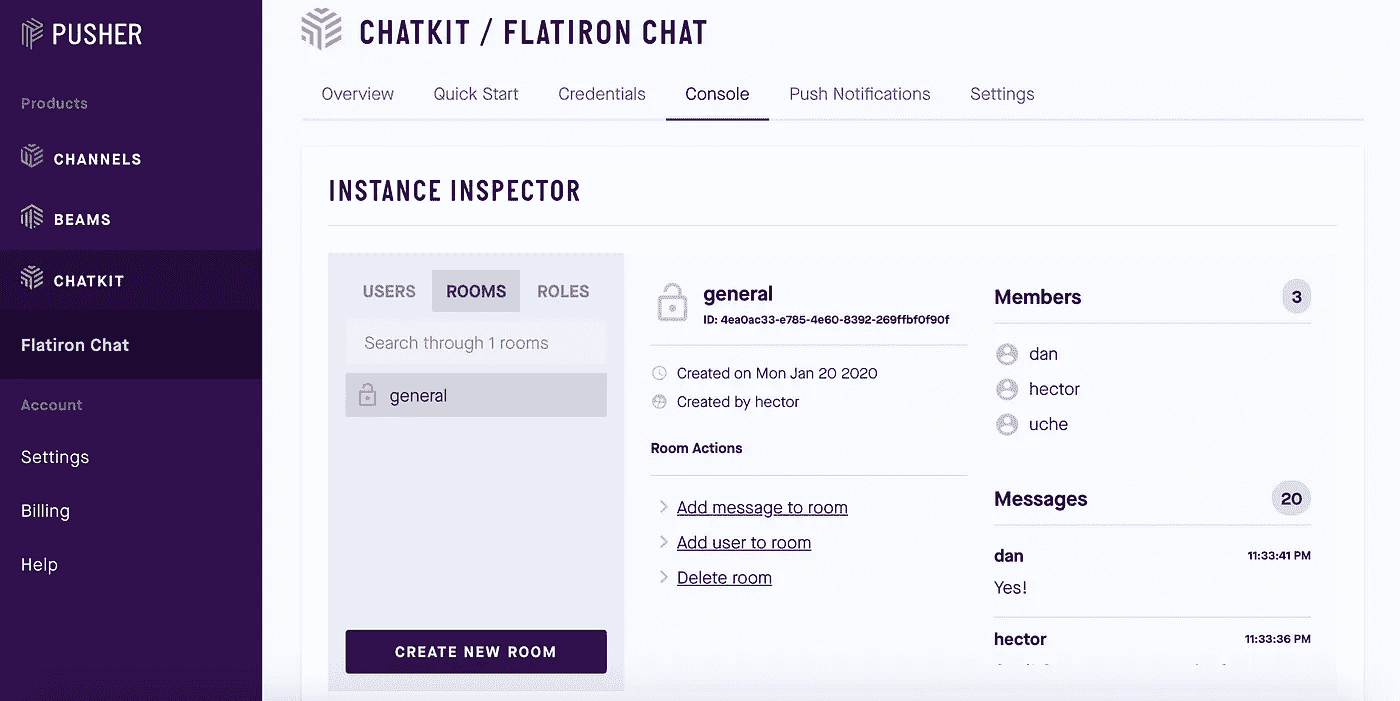 PUSHER
Products
CHANNELS
BEAMS
CHATKIT
Flatiron Chat
Account
Settings
Billing
Help
CHATKIT / FLATIRON CHAT
Overview Quick Start Credentials Console Push Notifications Settings
INSTANCE INSPECTOR
USERS ROOMS ROLES
Search through 1 rooms
general
CREATE NEW ROOM
general
ID: 4ea0ac33-e785-4e60-8392-269ffbf0f90f
Created on Mon Jan 20 2020
Created by hector
Room Actions
Add message to room
Add user to room
Delete room
Members 3
dan
hector
uche
Messages 20
dan 11:33:41 PM
Yes!
hector 11:33:36 PM